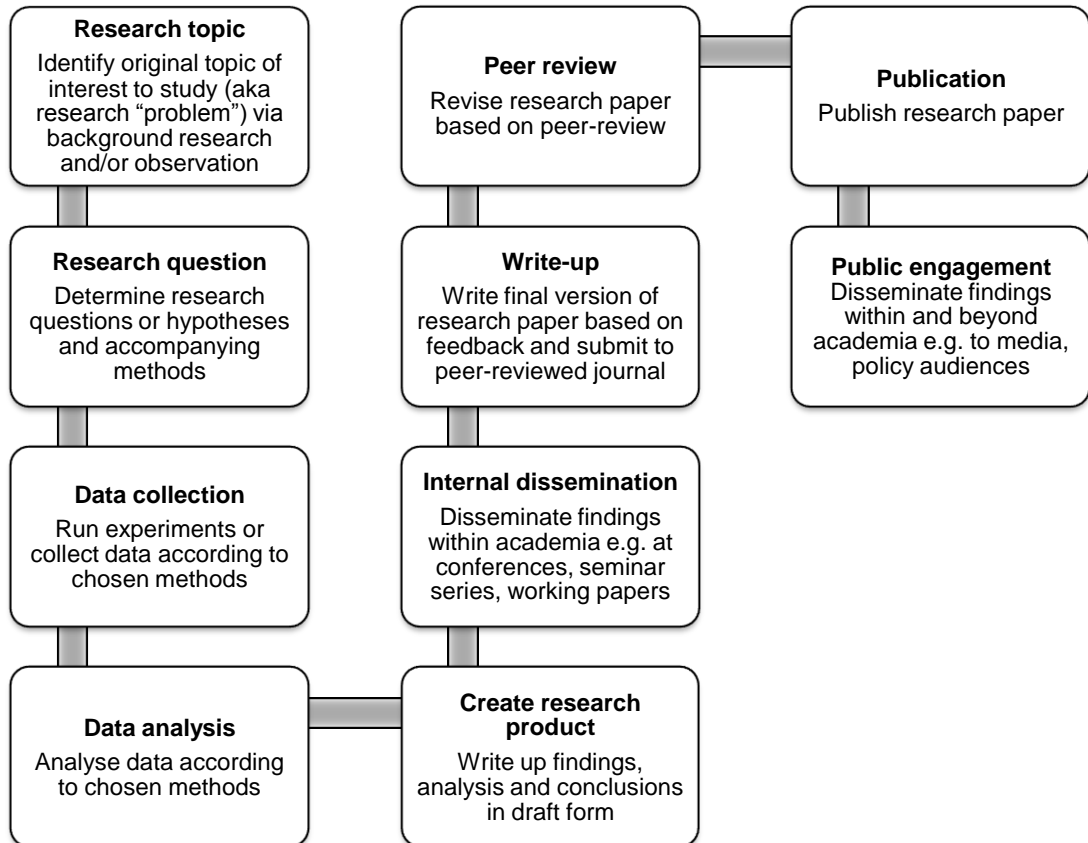 Research topic
Identify original topic of
interest to study (aka
research “problem”) via
background research
and/or observation
Research question
Determine research
questions or hypotheses
and accompanying
methods
Data collection
Run experiments or
collect data according to
chosen methods
Data analysis
Analyse data according
to chosen methods
Create research
product
Write up findings,
analysis and conclusions
in draft form
Internal dissemination
Disseminate findings
within academia e.g. at
conferences, seminar
series, working papers
Write-up
Write final version of
research paper based on
feedback and submit to
peer-reviewed journal
Peer review
Revise research paper
based on peer-review
Publication
Publish research paper
Public engagement
Disseminate findings
within and beyond
academia e.g. to media,
policy audiences